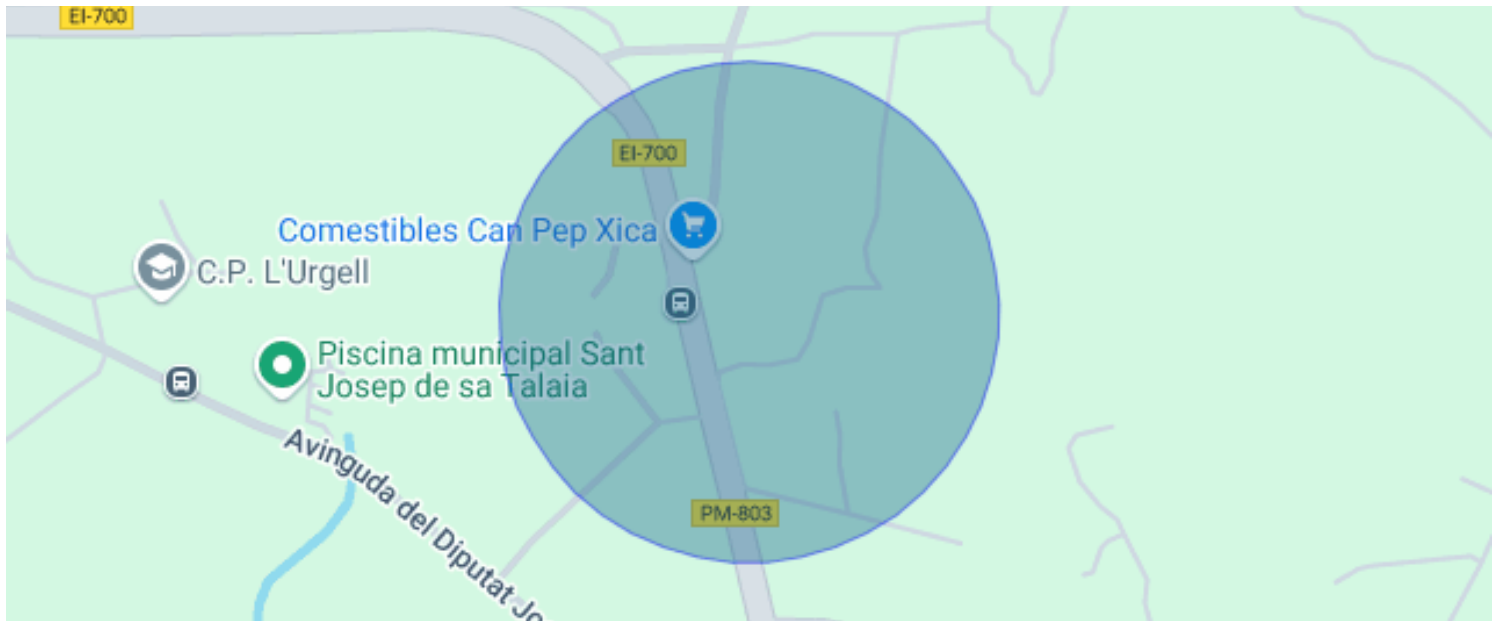 EI-700
EI-700
Comestibles Can Pep Xica
C.P. L'Urgell
Piscina municipal Sant
Josep de sa Talaia
Avinguda del Diputat Jo
PM-803